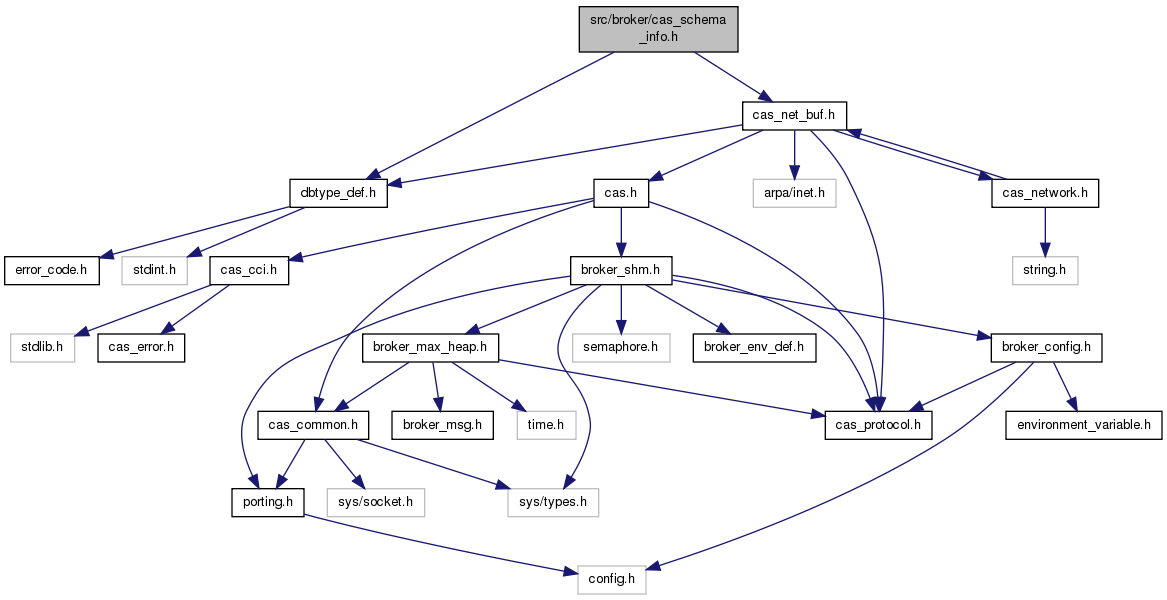 src/broker/cas_schema
_info.h
cas_net_buf.h
dbtype_def.h
cas.h
arpa/inet.h
cas_network.h
error_code.h
stdint.h
cas_cci.h
broker_shm.h
string.h
stdlib.h
cas_error.h
broker_max_heap.h
semaphore.h
broker_env_def.h
broker_config.h
cas_common.h
broker_msg.h
time.h
cas_protocol.h
environment_variable.h
porting.h
sys/socket.h
sys/types.h
config.h